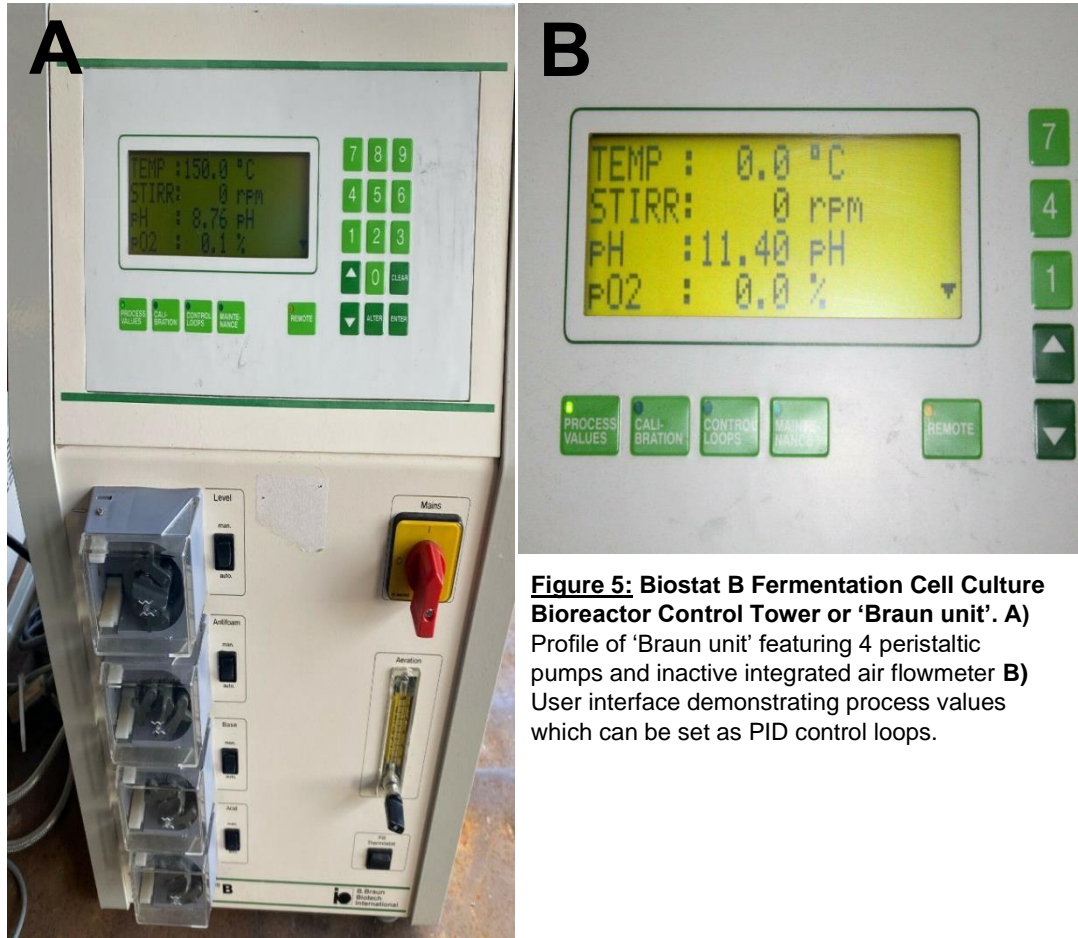 A
TEMP :150.0 °C
STIRR: 0 rpm
pH : 8.76 pH
pO2 : 0.1 %
7 8 9
4 5 6
1 2 3
0 CLEAR
ALTER ENTER
PROCESS VALUES
CALI-BRATION
CONTROL LOOPS
MAINTE-NANCE
REMOTE
Level
man.
auto.
Antifoam
man.
auto.
Base
man.
auto.
Acid
man.
Mains
I
Aeration
Fill
Thermostat
B
B.Braun
Biotech
International
B
TEMP : 0.0 °C
STIRR: 0 rpm
pH :11.40 pH
pO2 : 0.0 %
7
4
1
PROCESS VALUES
CALI-BRATION
CONTROL LOOPS
MAINTE-NANCE
REMOTE
Figure 5: Biostat B Fermentation Cell Culture
Bioreactor Control Tower or ‘Braun unit’. A)
Profile of ‘Braun unit’ featuring 4 peristaltic
pumps and inactive integrated air flowmeter B)
User interface demonstrating process values
which can be set as PID control loops.